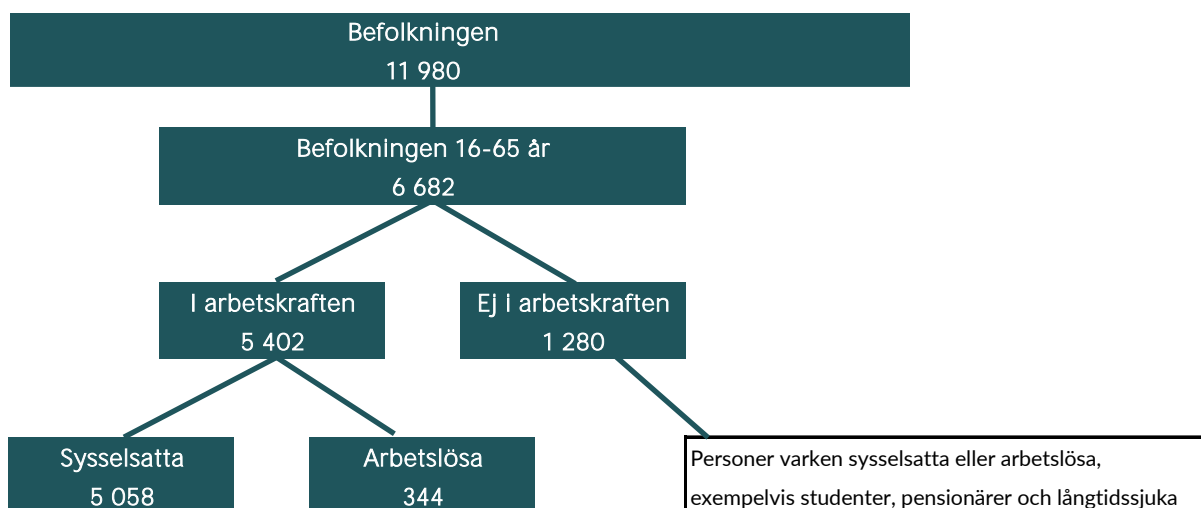 Befolkningen
11 980
Befolkningen 16-65 år
6 682
I arbetskraften
5 402
Ej i arbetskraften
1 280
Sysselsatta
5 058
Arbetslösa
344
Personer varken sysselsatta eller arbetslösa,
exempelvis studenter, pensionärer och långtidssjuka